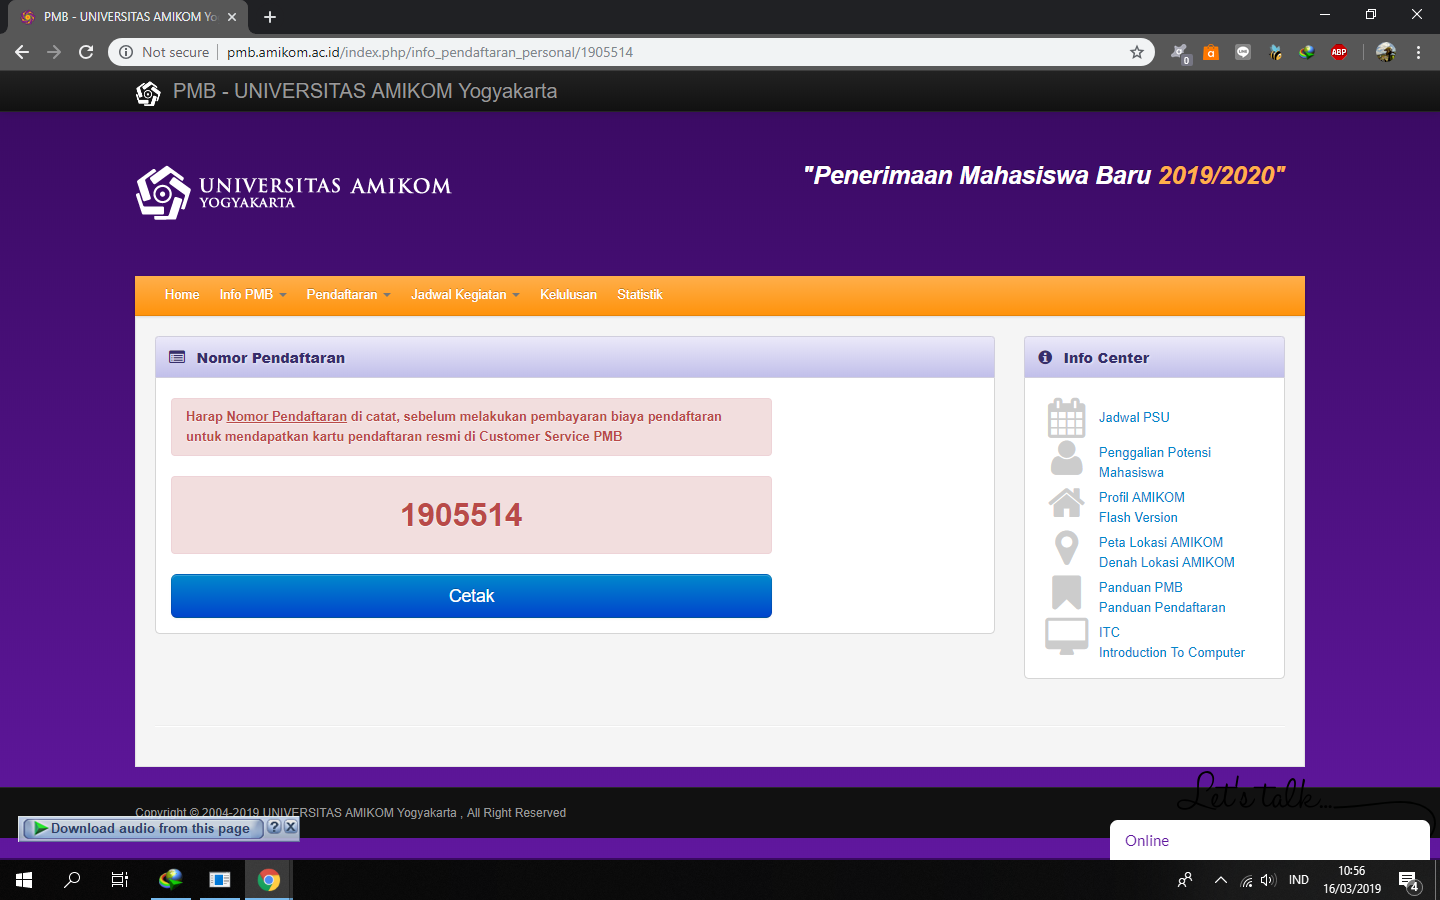 PMB - UNIVERSITAS AMIKOM Yo
Not secure
pmb.amikom.ac.id/index.php/info_pendaftaran_personal/1905514
0
a
LINE
ABP
PMB - UNIVERSITAS AMIKOM Yogyakarta
UNIVERSITAS AMIKOM
YOGYAKARTA
"Penerimaan Mahasiswa Baru 2019/2020"
Home Info PMB Pendaftaran Jadwal Kegiatan Kelulusan Statistik
Nomor Pendaftaran
Harap Nomor Pendaftaran di catat, sebelum melakukan pembayaran biaya pendaftaran
untuk mendapatkan kartu pendaftaran resmi di Customer Service PMB
1905514
Cetak
Info Center
Jadwal PSU
Penggalian Potensi
Mahasiswa
Profil AMIKOM
Flash Version
Peta Lokasi AMIKOM
Denah Lokasi AMIKOM
Panduan PMB
Panduan Pendaftaran
ITC
Introduction To Computer
Copyright © 2004-2019 UNIVERSITAS AMIKOM Yogyakarta , All Right Reserved
Download audio from this page ? X
Let's talk...
Online
IND
10:56
16/03/2019
4